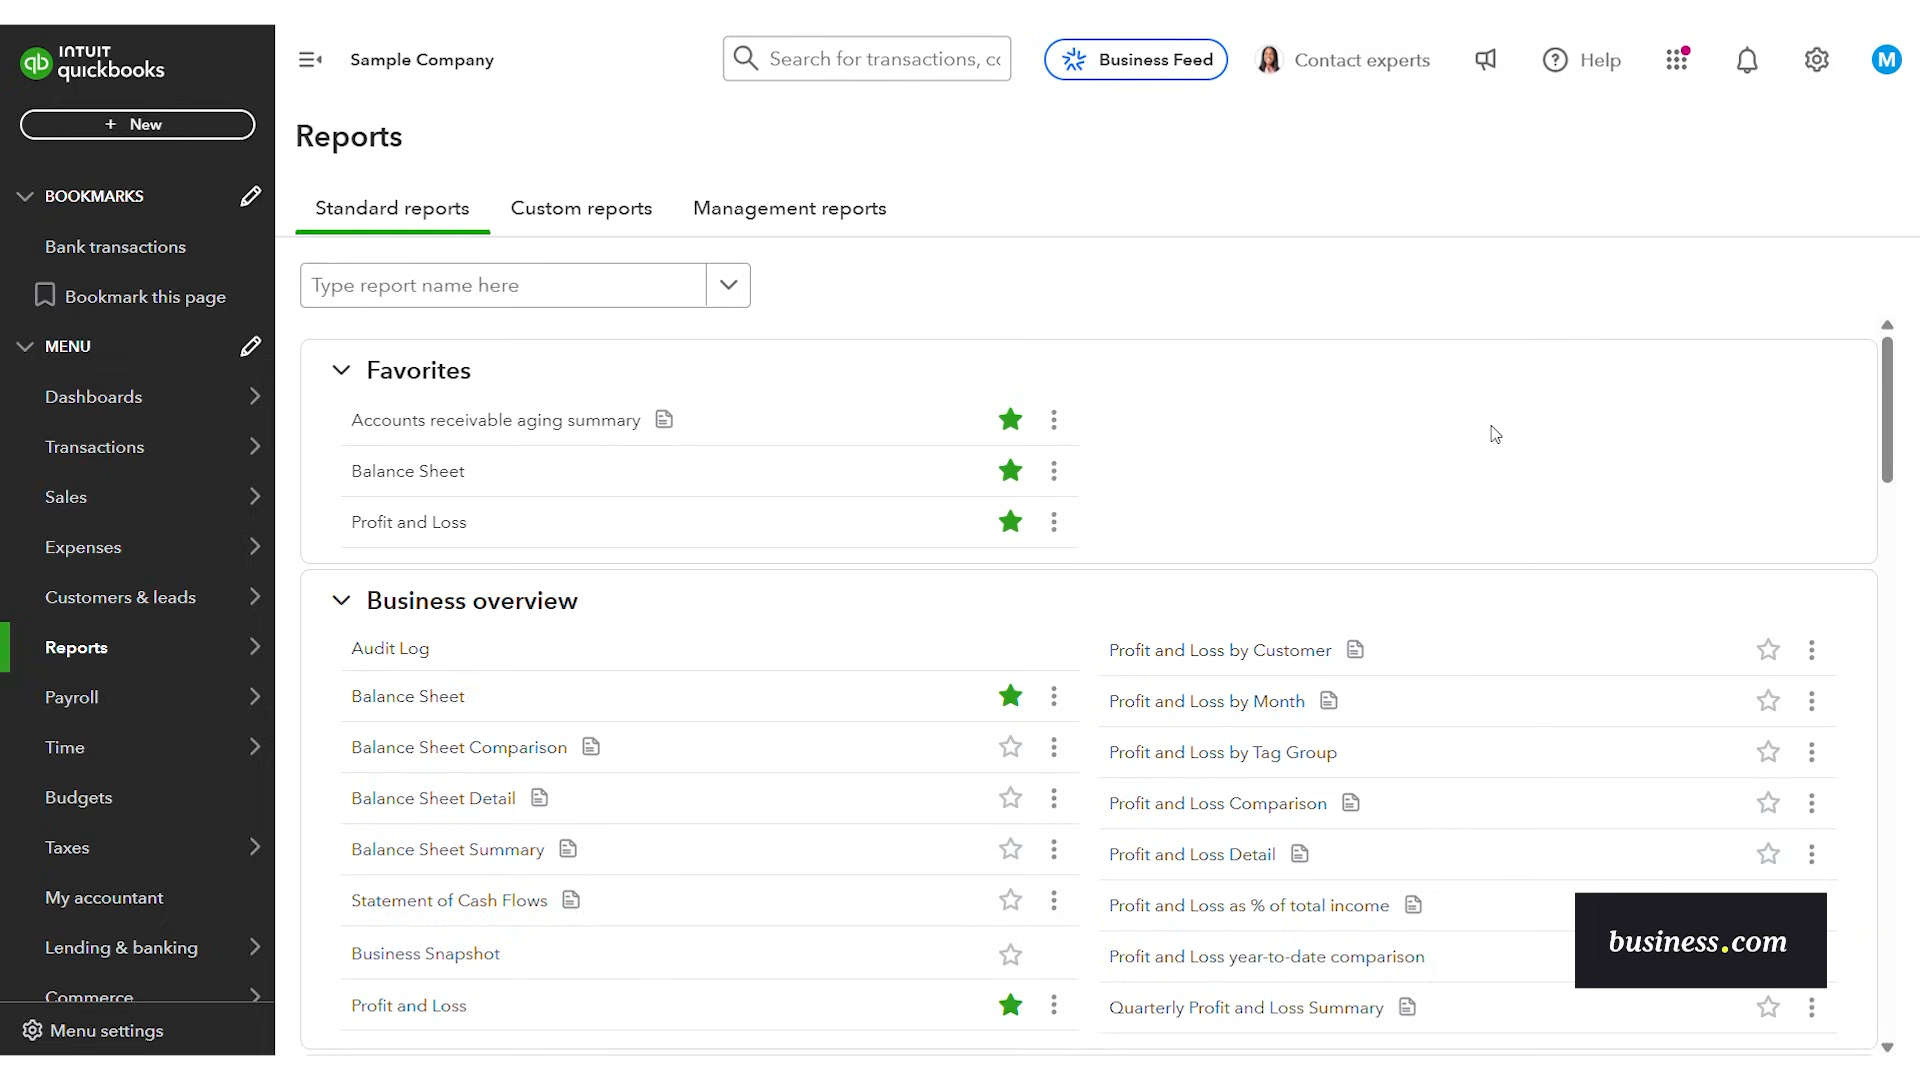 INTUIT
quickbooks
qb
+ New
BOOKMARKS
Bank transactions
Bookmark this page
MENU
Dashboards
Transactions
Sales
Expenses
Customers & leads
Reports
Payroll
Time
Budgets
Taxes
My accountant
Lending & banking
Commerce
Menu settings
Sample Company
Search for transactions, cc
Business Feed
Contact experts
Help
M
Reports
Standard reports
Custom reports
Management reports
Type report name here
Favorites
Accounts receivable aging summary
Balance Sheet
Profit and Loss
Business overview
Audit Log
Balance Sheet
Balance Sheet Comparison
Balance Sheet Detail
Balance Sheet Summary
Statement of Cash Flows
Business Snapshot
Profit and Loss
Profit and Loss by Customer
Profit and Loss by Month
Profit and Loss by Tag Group
Profit and Loss Comparison
Profit and Loss Detail
Profit and Loss as % of total income
Profit and Loss year-to-date comparison
Quarterly Profit and Loss Summary
business.com